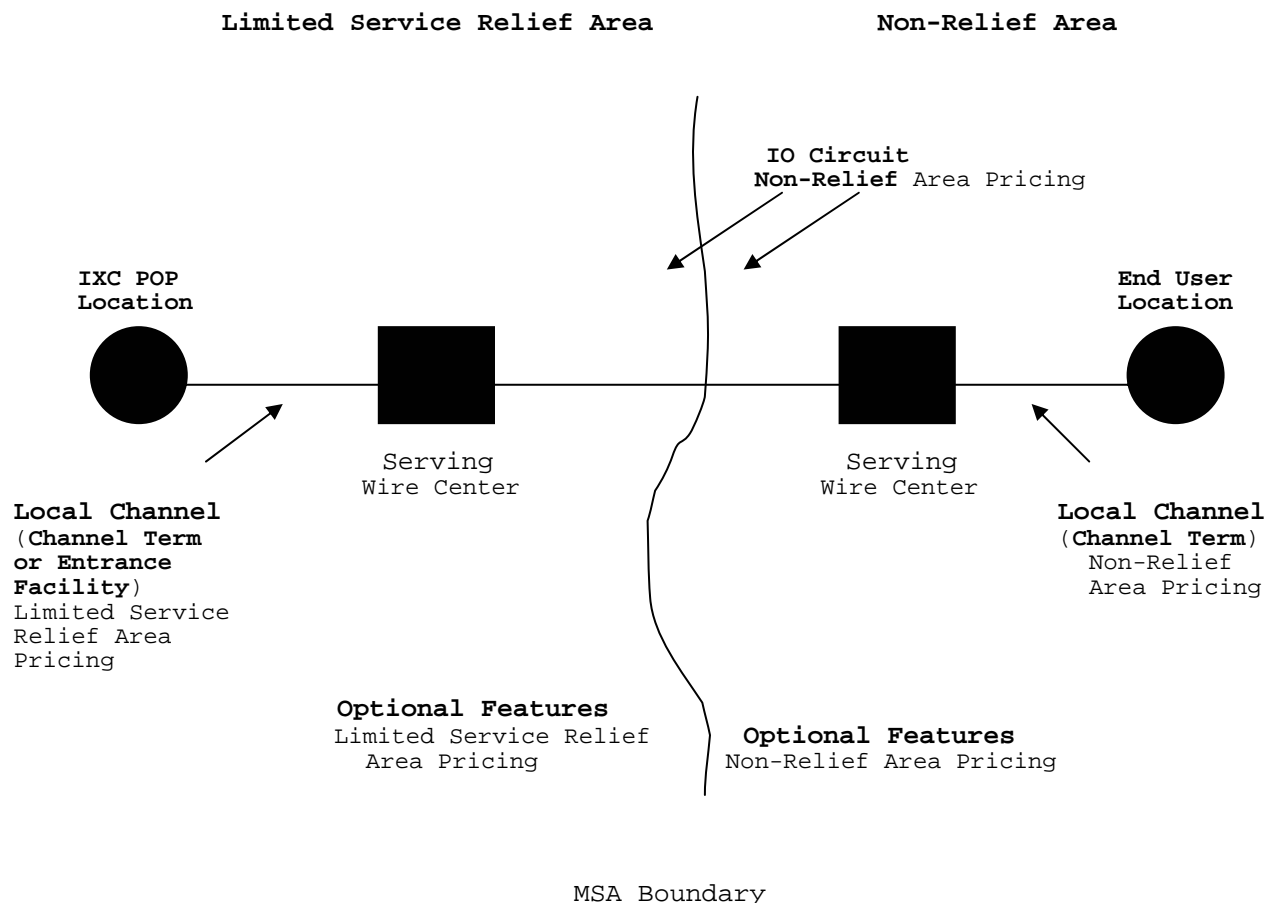 Limited Service Relief Area
Non-Relief Area
IO Circuit
Non-Relief Area Pricing
IXC POP
Location
End User
Location
Serving
Wire Center
Serving
Wire Center
Local Channel
(Channel Term
or Entrance
Facility)
Limited Service
Relief Area
Pricing
Local Channel
(Channel Term)
Non-Relief
Area Pricing
Optional Features
Limited Service Relief
Area Pricing
Optional Features
Non-Relief Area Pricing
MSA Boundary